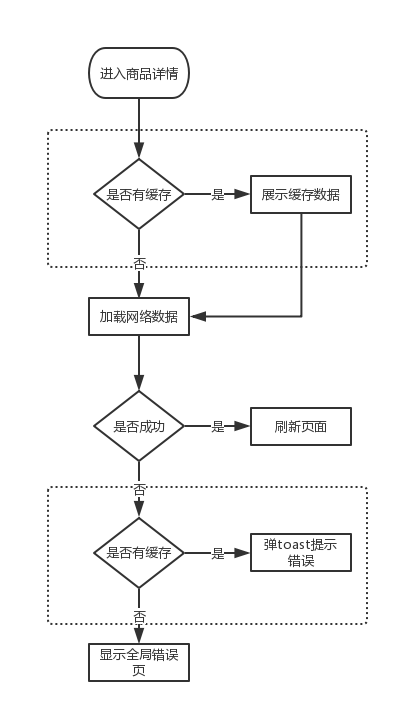 进入商品详情
是否有缓存
是
展示缓存数据
否
加载网络数据
是否成功
是
刷新页面
否
是否有缓存
是
弹toast提示
错误
否
显示全局错误
页